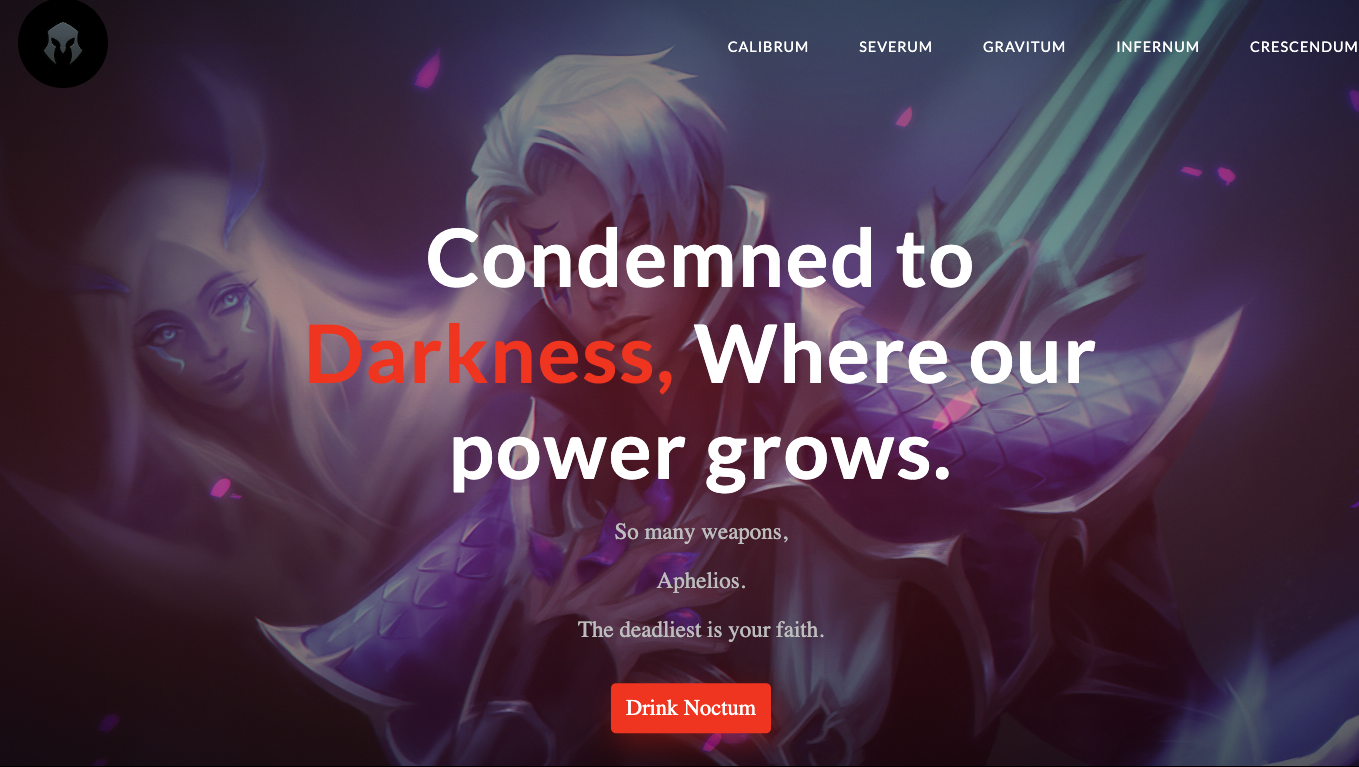 CALIBRUM SEVERUM GRAVITUM INFERNUM CRESCENDUM
Condemned to
Darkness, Where our
power grows.
So many weapons,
Aphelios.
The deadliest is your faith.
Drink Noctum